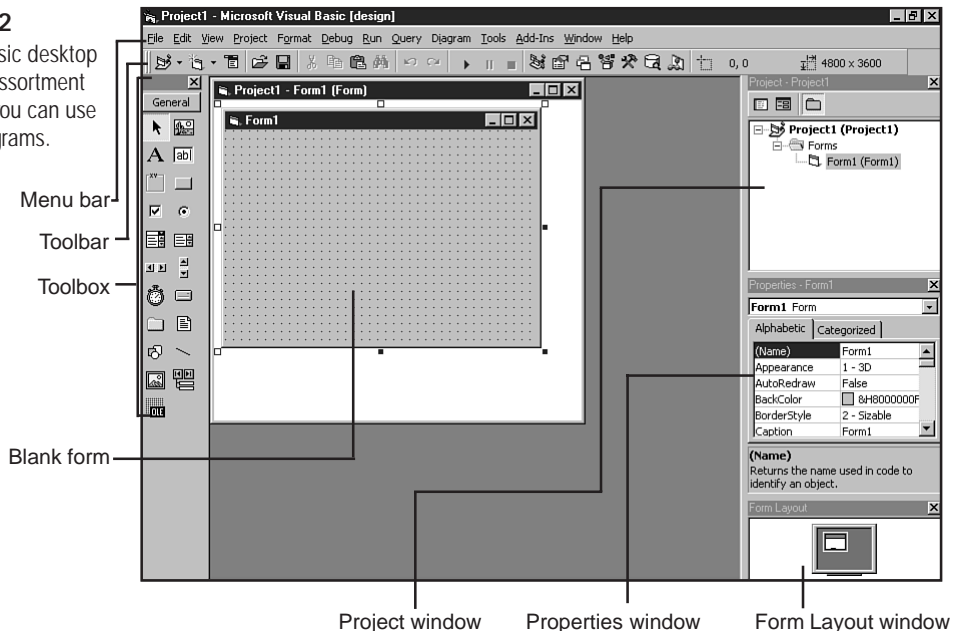 2
sic desktop
ssortment
ou can use
grams.
Menu bar
Toolbar
Toolbox
Blank form
Project1 - Microsoft Visual Basic [design]
File Edit View Project Format Debug Run Query Diagram Tools Add-Ins Window Help
0, 0
4800 x 3600
General
A
ab|
xv
OLE
Project1 - Form1 (Form)
Form1
Project - Project1
Project1 (Project1)
Forms
Form1 (Form1)
Properties - Form1
Form1 Form
Alphabetic Categorized
(Name) Form1
Appearance 1 - 3D
AutoRedraw False
BackColor &H8000000F
BorderStyle 2 - Sizable
Caption Form1
(Name)
Returns the name used in code to
identify an object.
Form Layout
Project window Properties window Form Layout window